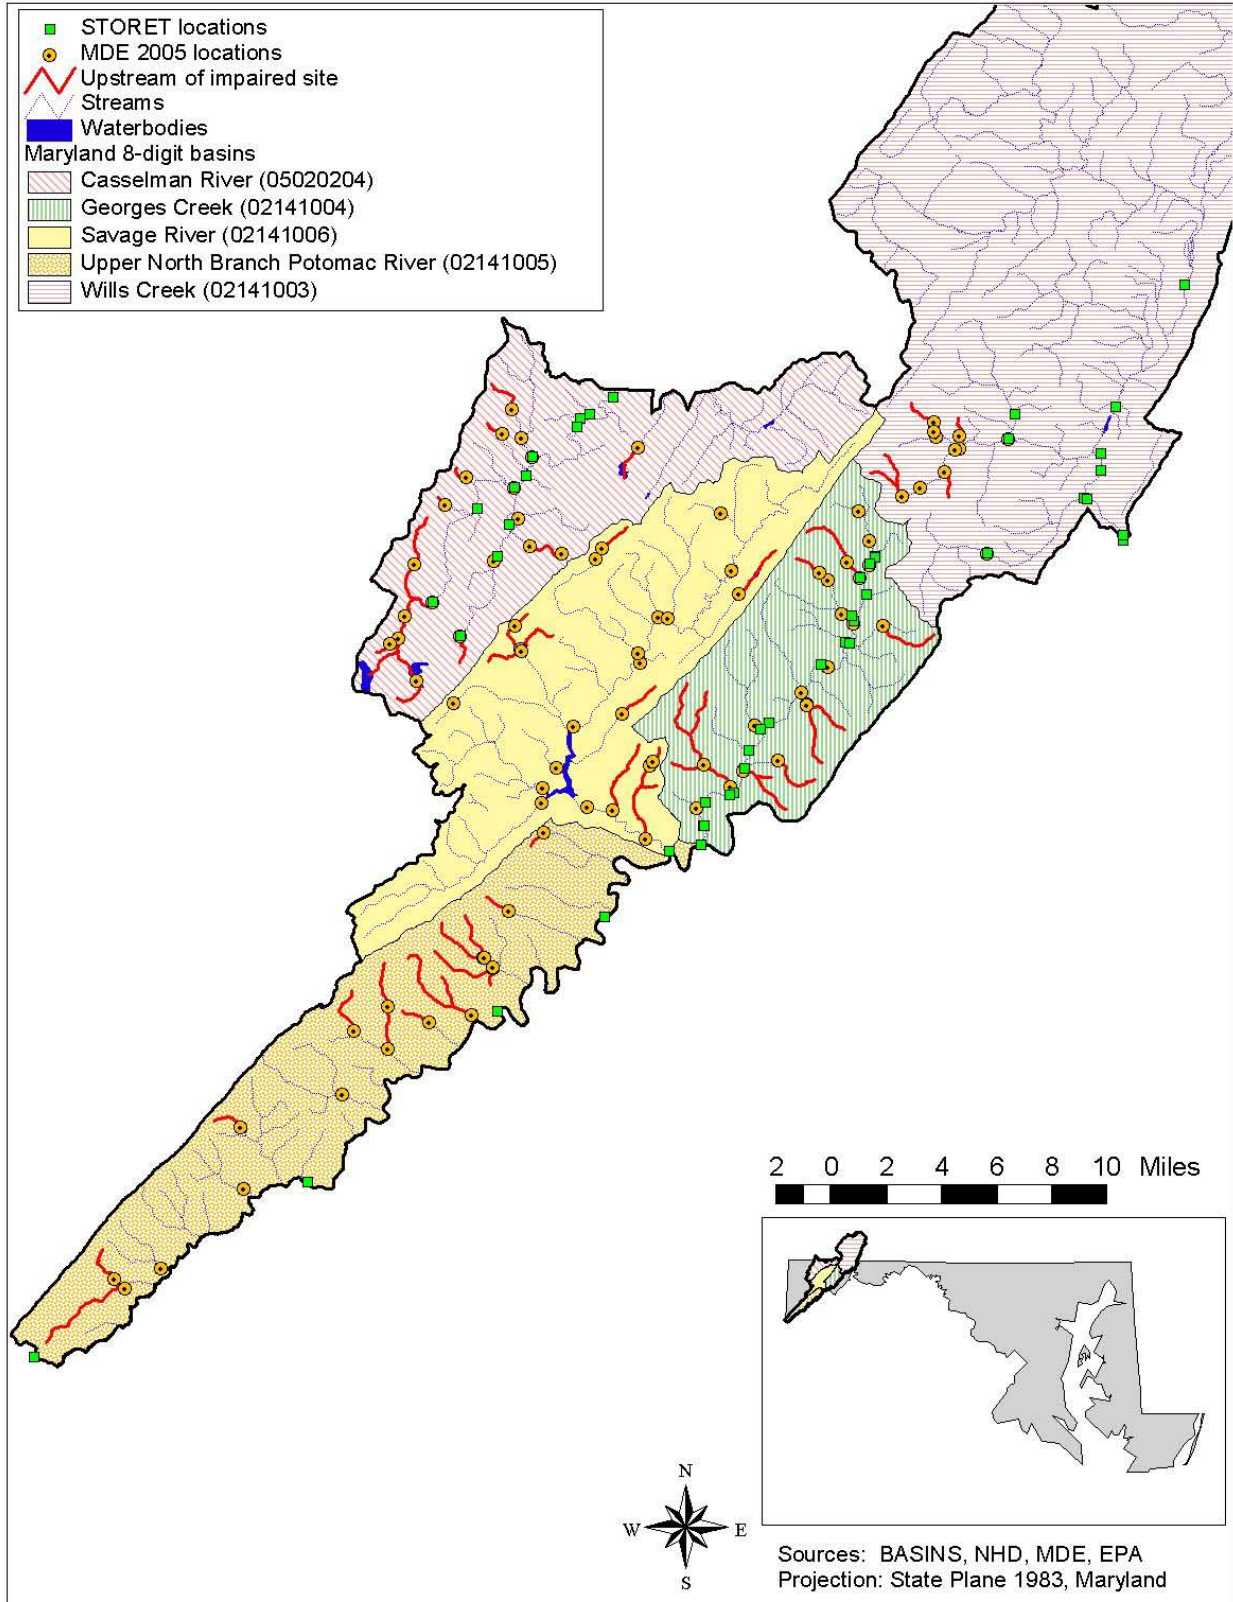 STORET locations
MDE 2005 locations
Upstream of impaired site
Streams
Waterbodies
Maryland 8-digit basins
Casselman River (05020204)
Georges Creek (02141004)
Savage River (02141006)
Upper North Branch Potomac River (02141005)
Wills Creek (02141003)
2 0 2 4 6 8 10 Miles
N
W E
S
Sources: BASINS, NHD, MDE, EPA
Projection: State Plane 1983, Maryland